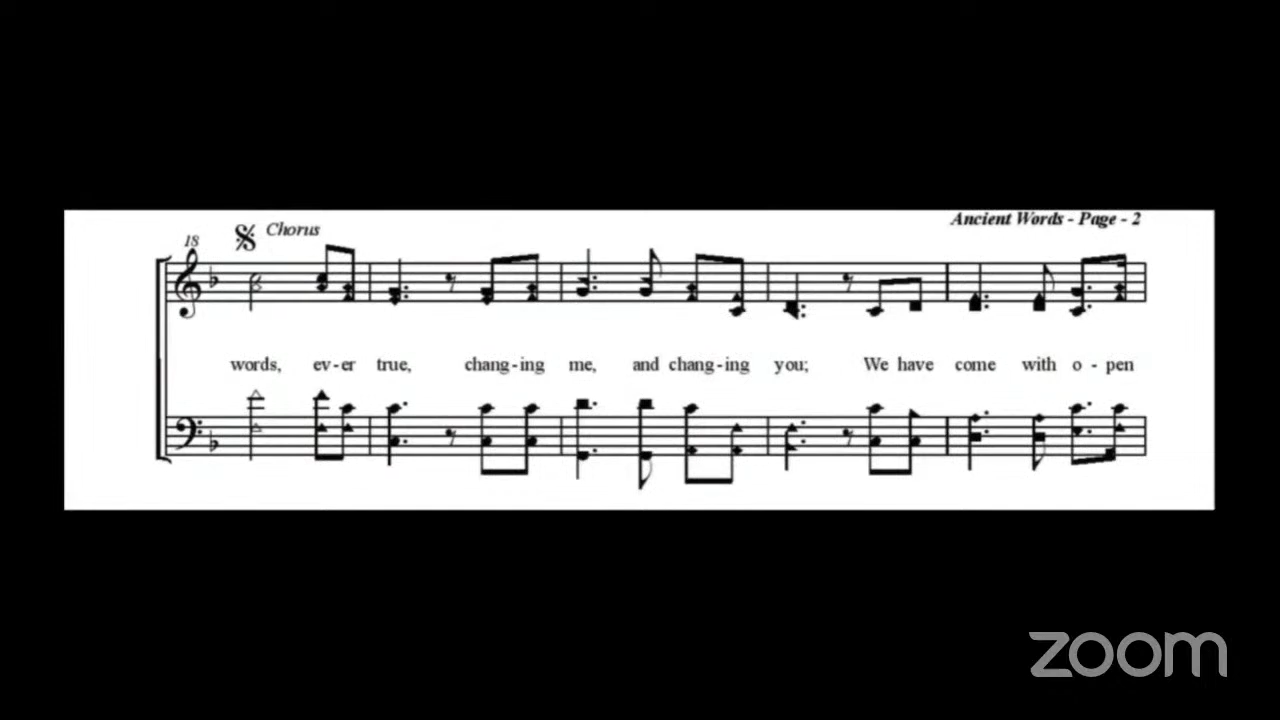 Ancient Words - Page - 2
18 Chorus
words, ev-er true, chang-ing me, and chang-ing you; We have come with o - pen
zoom